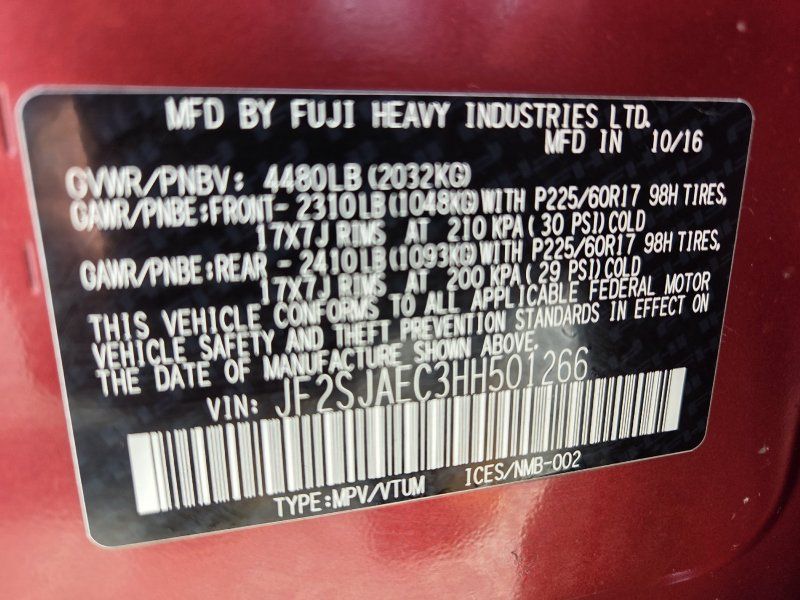 MFD BY FUJI HEAVY INDUSTRIES LTD.
MFD IN 10/16
GVWR/PNBV: 4480LB(2032KG)
GAWR/PNBE:FRONT- 2310LB(1048KG)WITH P225/60R17 98H TIRES,
17X7J RIMS AT 210 KPA(30 PSI)COLD
GAWR/PNBE:REAR - 2410LB(1093KG)WITH P225/60R17 98H TIRES,
17X7J RIMS AT 200 KPA(29 PSI)COLD
THIS VEHICLE CONFORMS TO ALL APPLICABLE FEDERAL MOTOR
VEHICLE SAFETY AND THEFT PREVENTION STANDARDS IN EFFECT ON
THE DATE OF MANUFACTURE SHOWN ABOVE.
VIN: JF2SJAEC3HH501266
TYPE:MPV/VTUM ICES/NMB-002